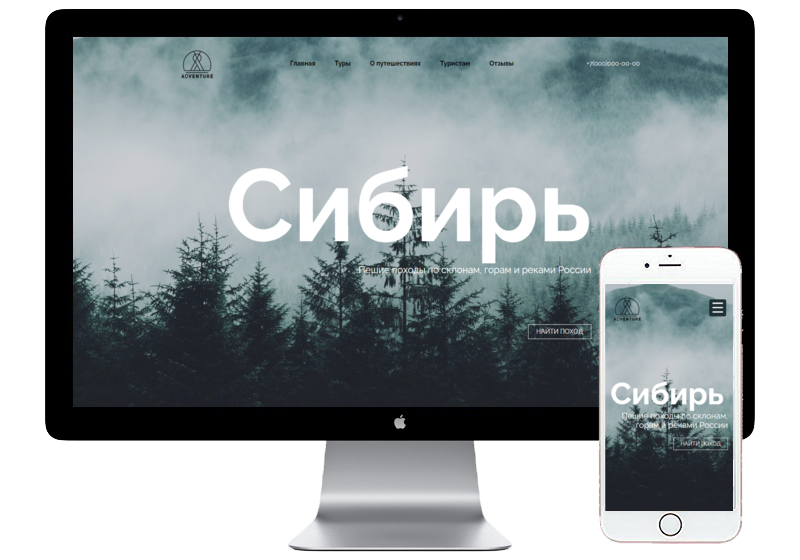 ADVENTURE
Главная Туры О путешествиях Туристам Отзывы +7(000)000-00-00
Сибирь
Пешие походы по склонам, горам и реками России
НАЙТИ ПОХОД
ADVENTURE
Сибирь
Пешие походы по склонам,
горам и реками России
НАЙТИ ПОХОД